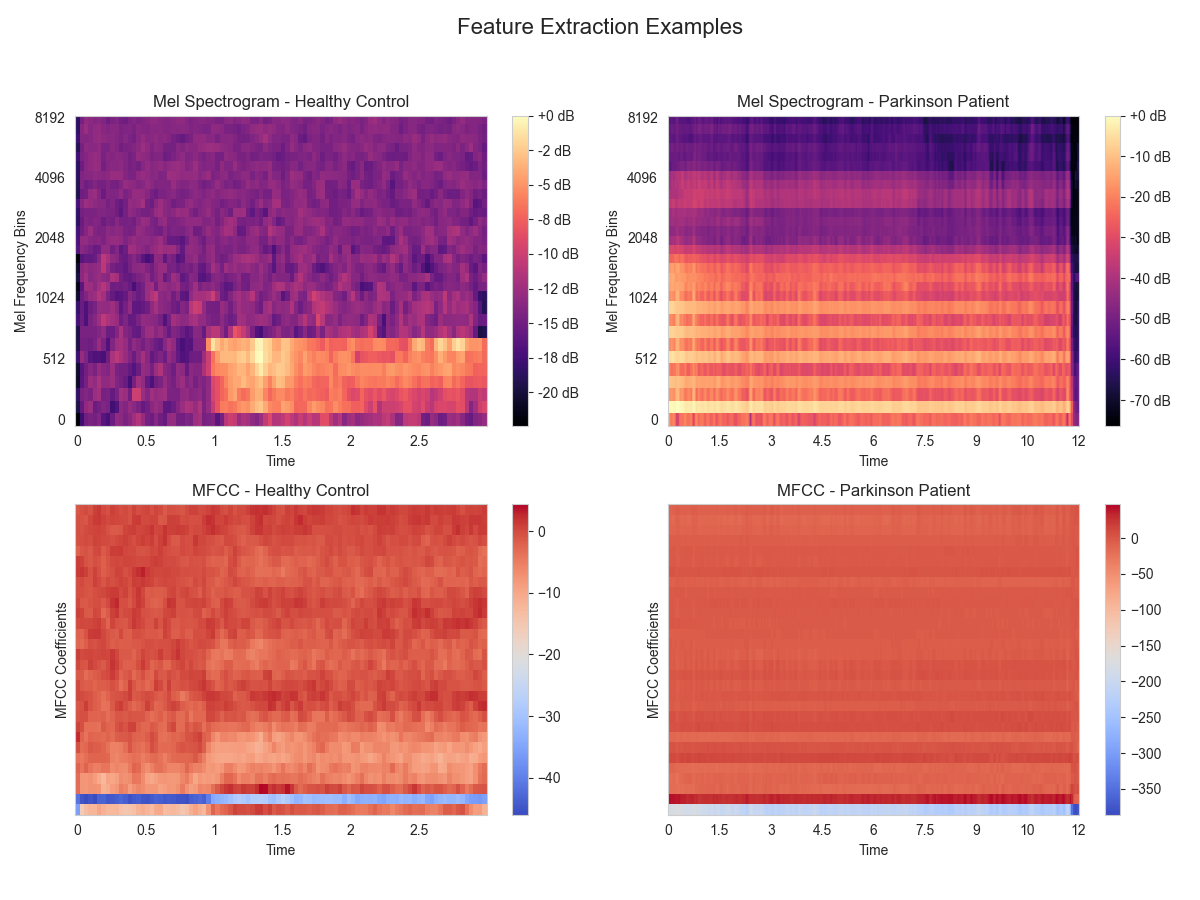 Feature Extraction Examples
Mel Spectrogram - Healthy Control
Mel Frequency Bins
8192
4096
2048
1024
512
0
0 0.5 1 1.5 2 2.5
Time
+0 dB
-2 dB
-5 dB
-8 dB
-10 dB
-12 dB
-15 dB
-18 dB
-20 dB
Mel Spectrogram - Parkinson Patient
Mel Frequency Bins
8192
4096
2048
1024
512
0
0 1.5 3 4.5 6 7.5 9 10 12
Time
+0 dB
-10 dB
-20 dB
-30 dB
-40 dB
-50 dB
-60 dB
-70 dB
MFCC - Healthy Control
MFCC Coefficients
0 0.5 1 1.5 2 2.5
Time
0
−10
−20
−30
−40
MFCC - Parkinson Patient
MFCC Coefficients
0 1.5 3 4.5 6 7.5 9 10 12
Time
0
−50
−100
−150
−200
−250
−300
−350